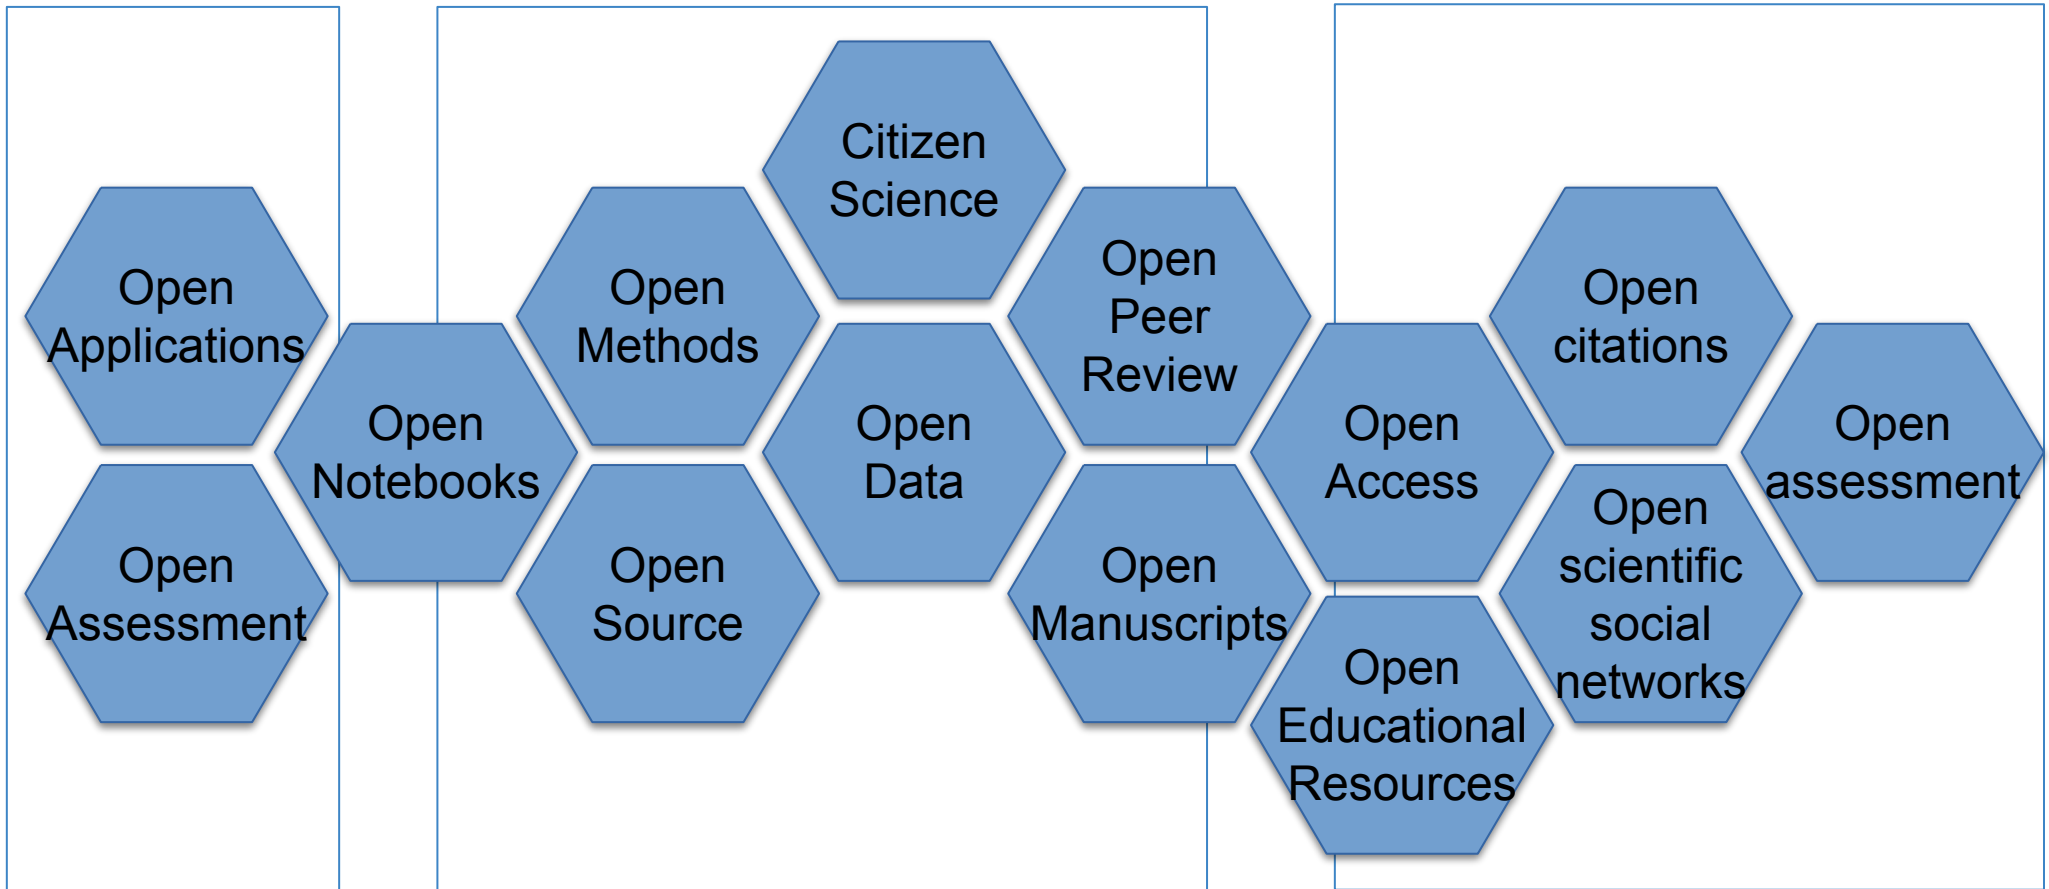 Open
Applications
Open
Assessment
Open
Notebooks
Open
Methods
Open
Source
Citizen
Science
Open
Data
Open
Peer
Review
Open
Manuscripts
Open
Access
Open
Educational
Resources
Open
citations
Open
scientific
social
networks
Open
assessment